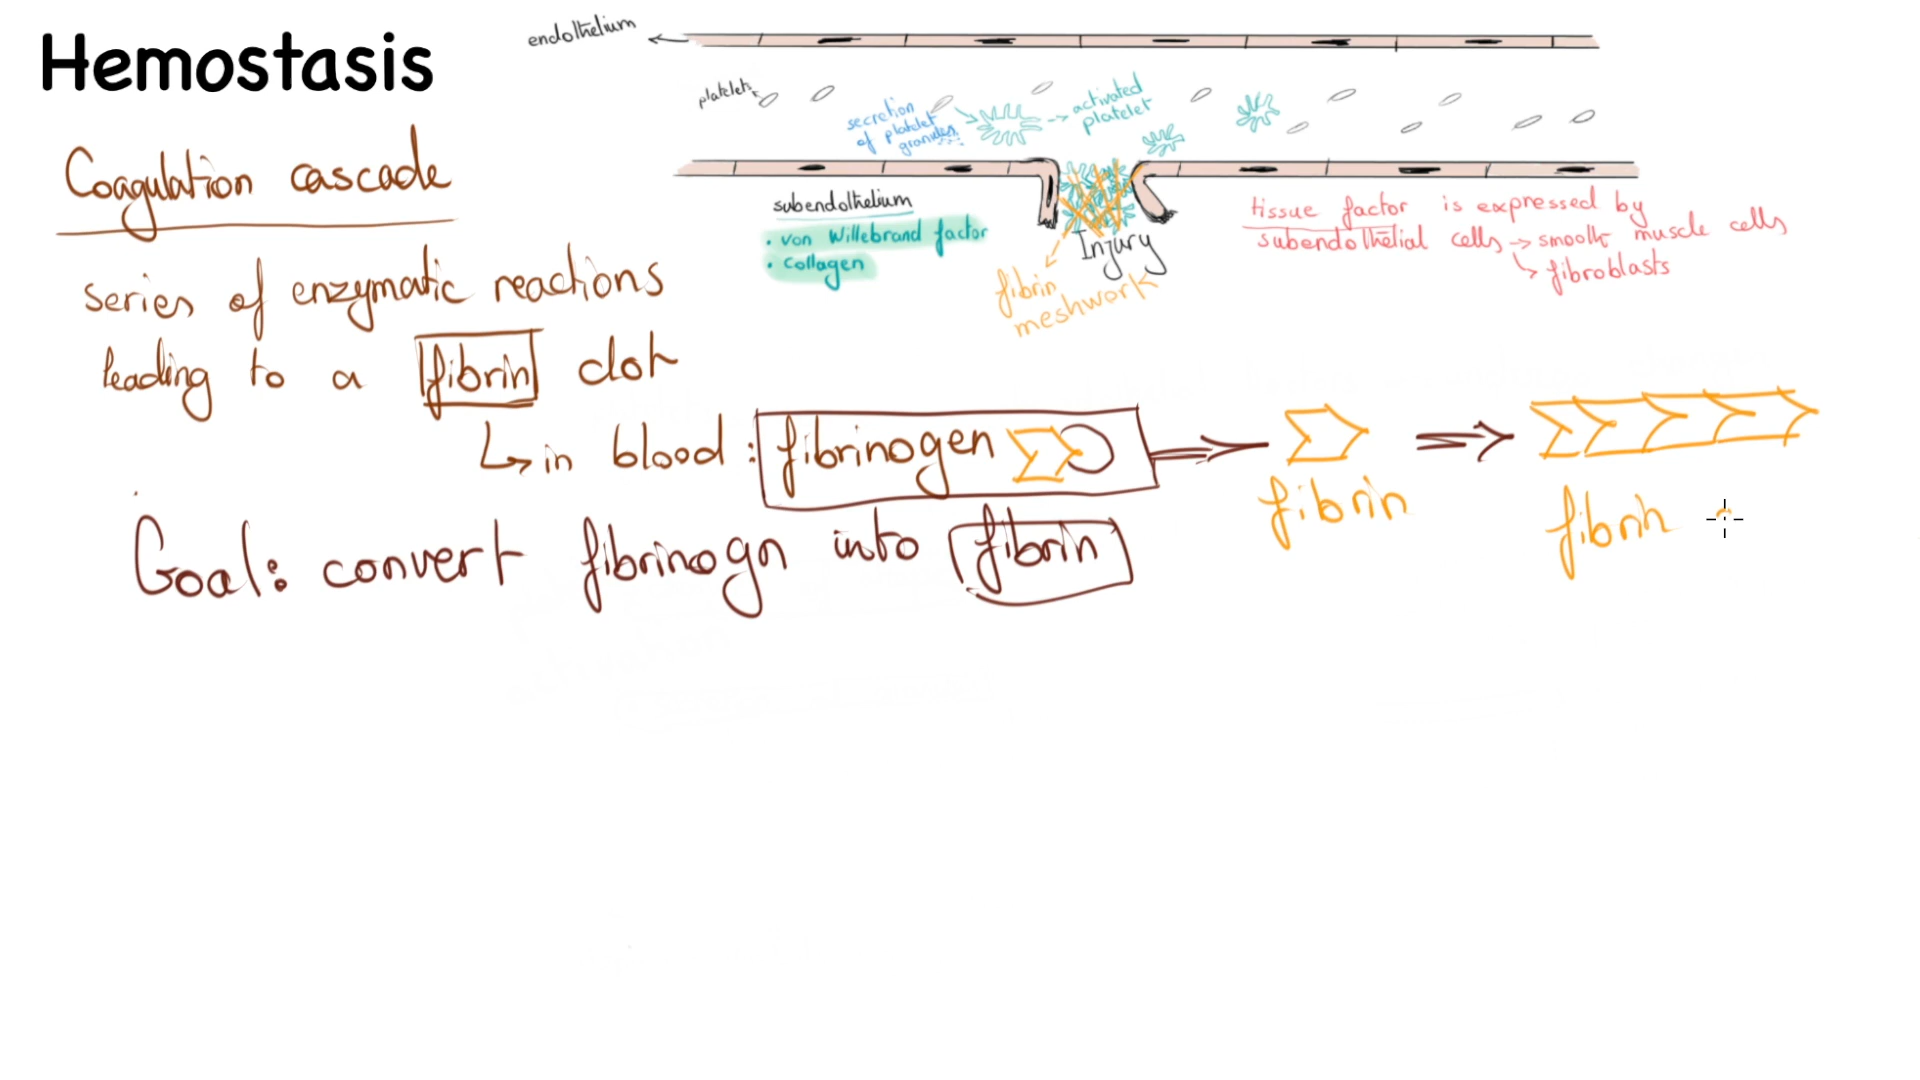 Hemostasis
endothelium
platelets
secretion
of platelet
granules
activated
platelet
Coagulation cascade
subendothelium
• von Willebrand factor
• collagen
Injury
fibrin
meshwork
tissue factor is expressed by
subendothelial cells → smooth muscle cells
↳ fibroblasts
series of enzymatic reactions
leading to a fibrin clot
↳ in blood : fibrinogen
fibrin
fibrin
Goal: convert fibrinogn into fibrin